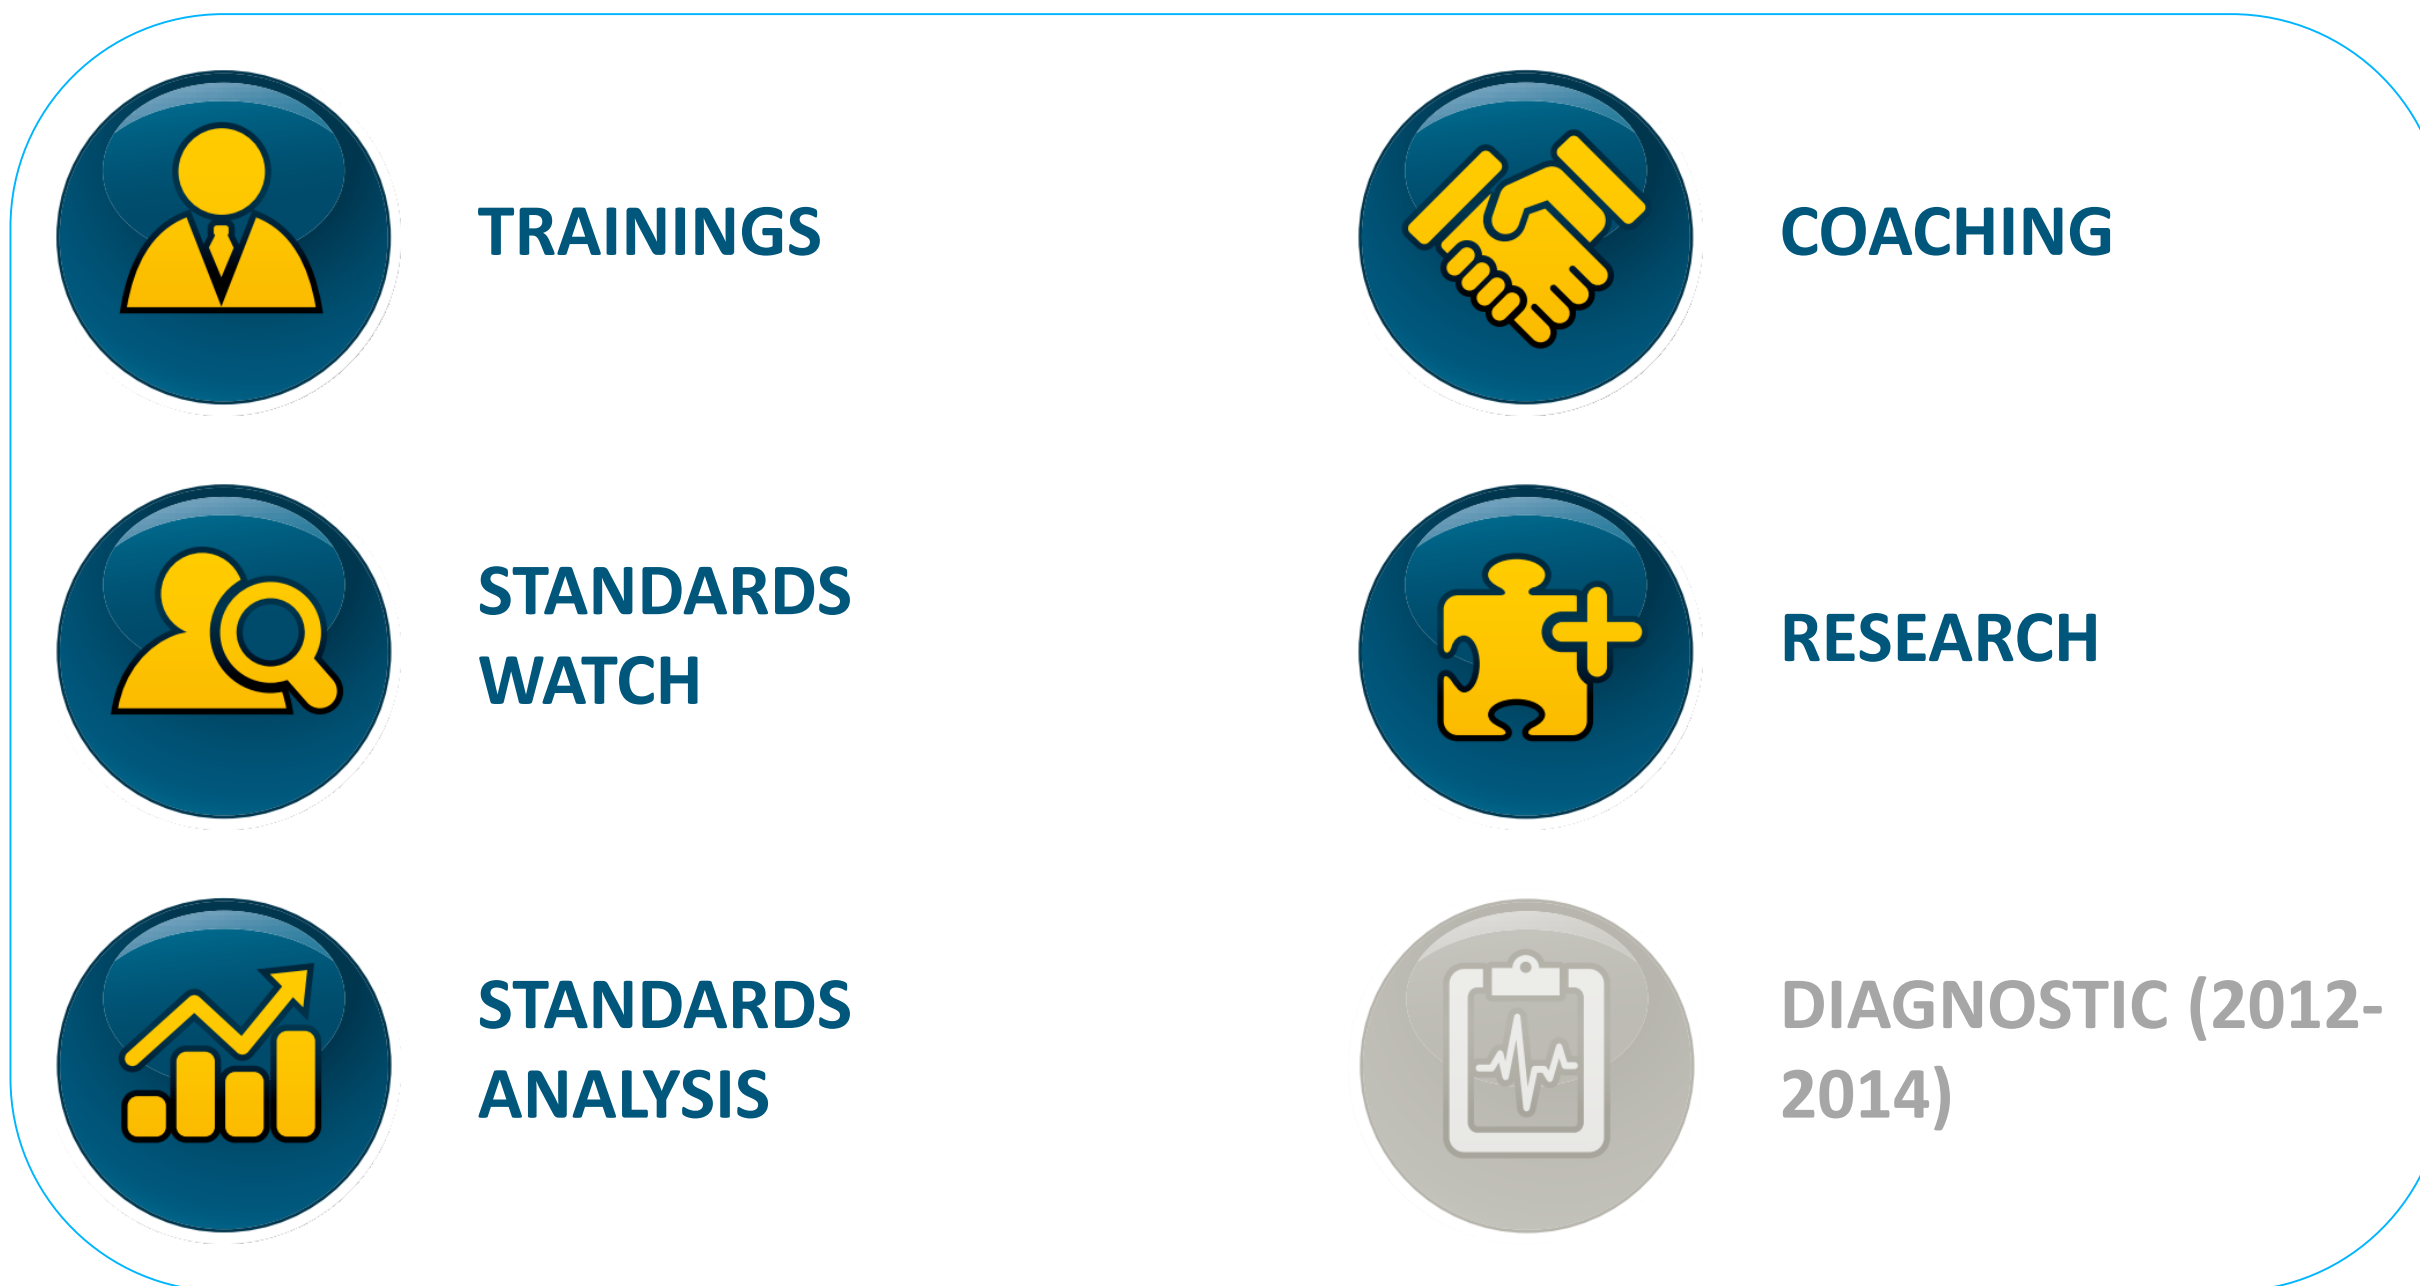 TRAININGS
COACHING
STANDARDS
WATCH
RESEARCH
STANDARDS
ANALYSIS
DIAGNOSTIC (2012-
2014)